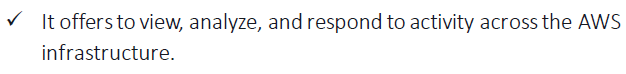 ✓ It offers to view, analyze, and respond to activity across the AWS
infrastructure.